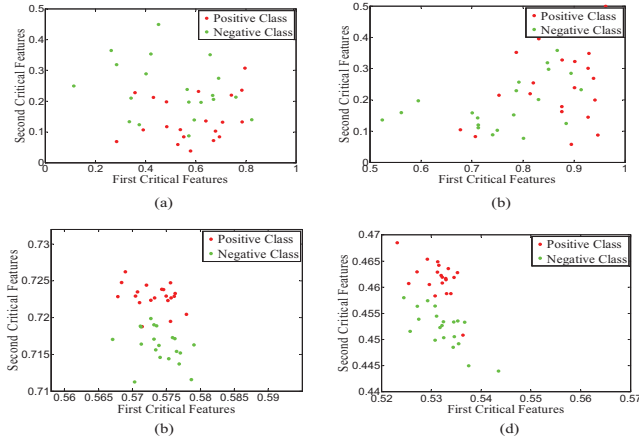 0.5
0.4
0.3
0.2
0.1
0
Second Critical Features
Positive Class
Negative Class
0 0.2 0.4 0.6 0.8 1
First Critical Features
(a)
0.5
0.4
0.3
0.2
0.1
0
Second Critical Features
Positive Class
Negative Class
0.5 0.6 0.7 0.8 0.9 1
First Critical Features
(b)
0.73
0.725
0.72
0.715
0.71
Second Critical Features
Positive Class
Negative Class
0.56 0.565 0.57 0.575 0.58 0.585 0.59
First Critical Features
(b)
0.47
0.46
0.455
0.45
0.445
0.44
Second Critical Features
Positive Class
Negative Class
0.52 0.53 0.54 0.55 0.56 0.57
First Critical Features
(d)